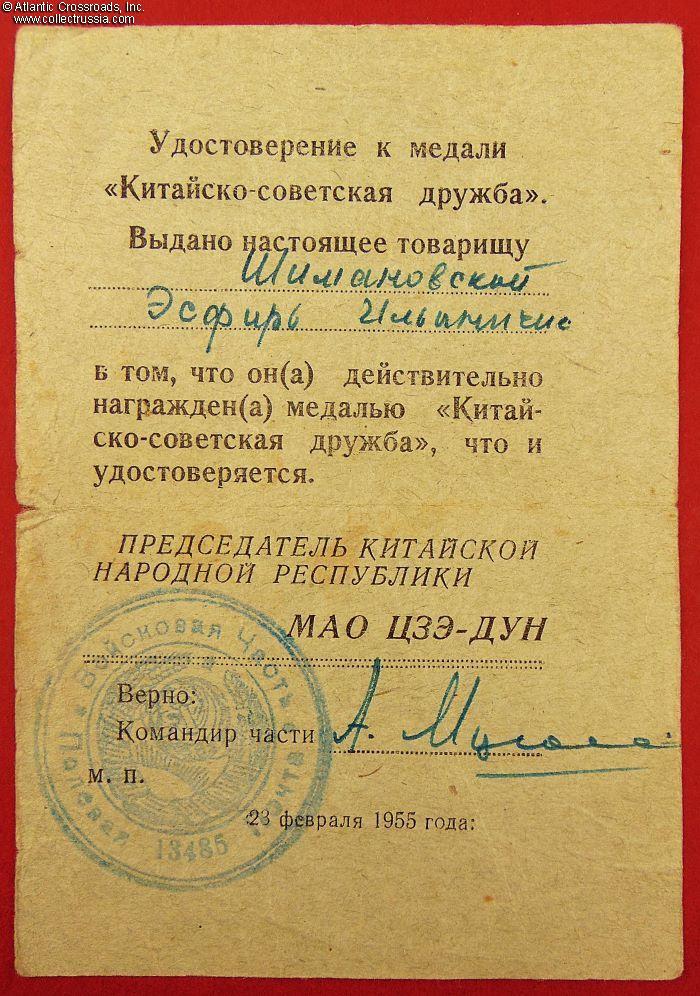 © Atlantic Crossroads, Inc.
www.collectrussia.com
Удостоверение к медали
«Китайско-советская дружба».
Выдано настоящее товарищу
Шимановской
Эсфирь
в том, что он(а) действительно
награжден(а) медалью «Китай-
ско-советская дружба», что и
удостоверяется.
ПРЕДСЕДАТЕЛЬ КИТАЙСКОЙ
НАРОДНОЙ РЕСПУБЛИКИ
МАО ЦЗЭ-ДУН
Верно:
Командир части А.
м. п.
23 февраля 1955 года:
Войсковая Часть
Полевая Почта
13485